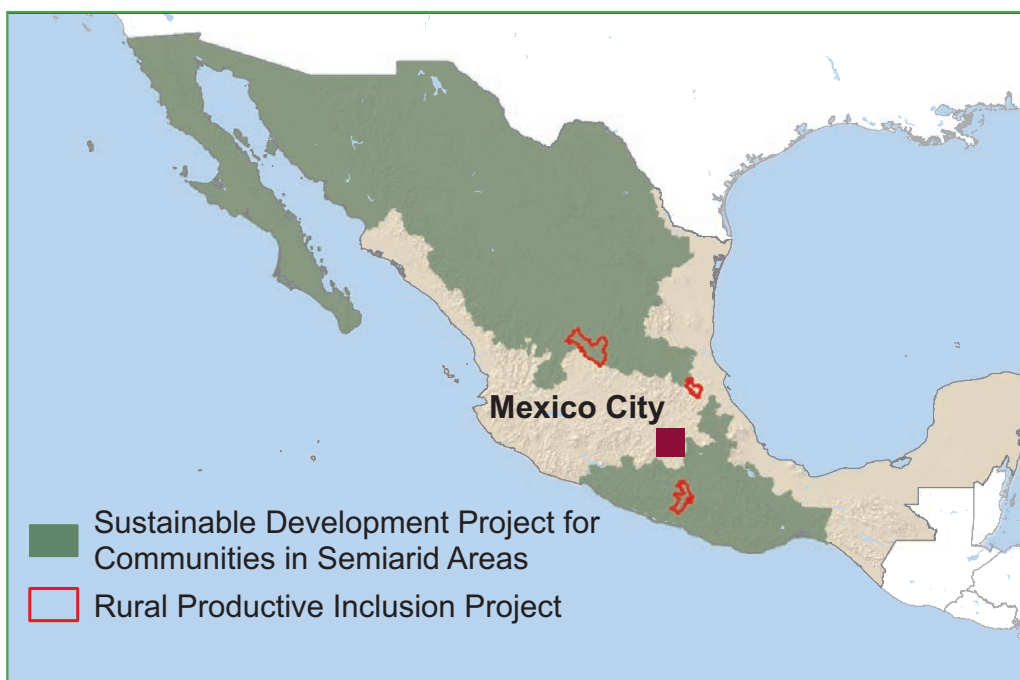 Mexico City
Sustainable Development Project for
Communities in Semiarid Areas
Rural Productive Inclusion Project